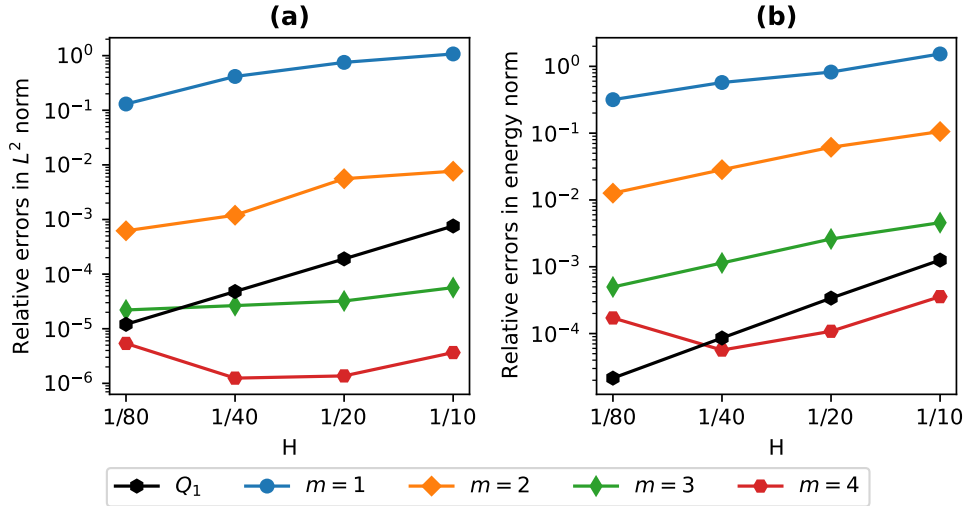 (a)
Relative errors in $L^2$ norm
10^0
10^{-1}
10^{-2}
10^{-3}
10^{-4}
10^{-5}
10^{-6}
1/80 1/40 1/20 1/10
H
(b)
Relative errors in energy norm
10^0
10^{-1}
10^{-2}
10^{-3}
10^{-4}
1/80 1/40 1/20 1/10
H
Q_1 m = 1 m = 2 m = 3 m = 4